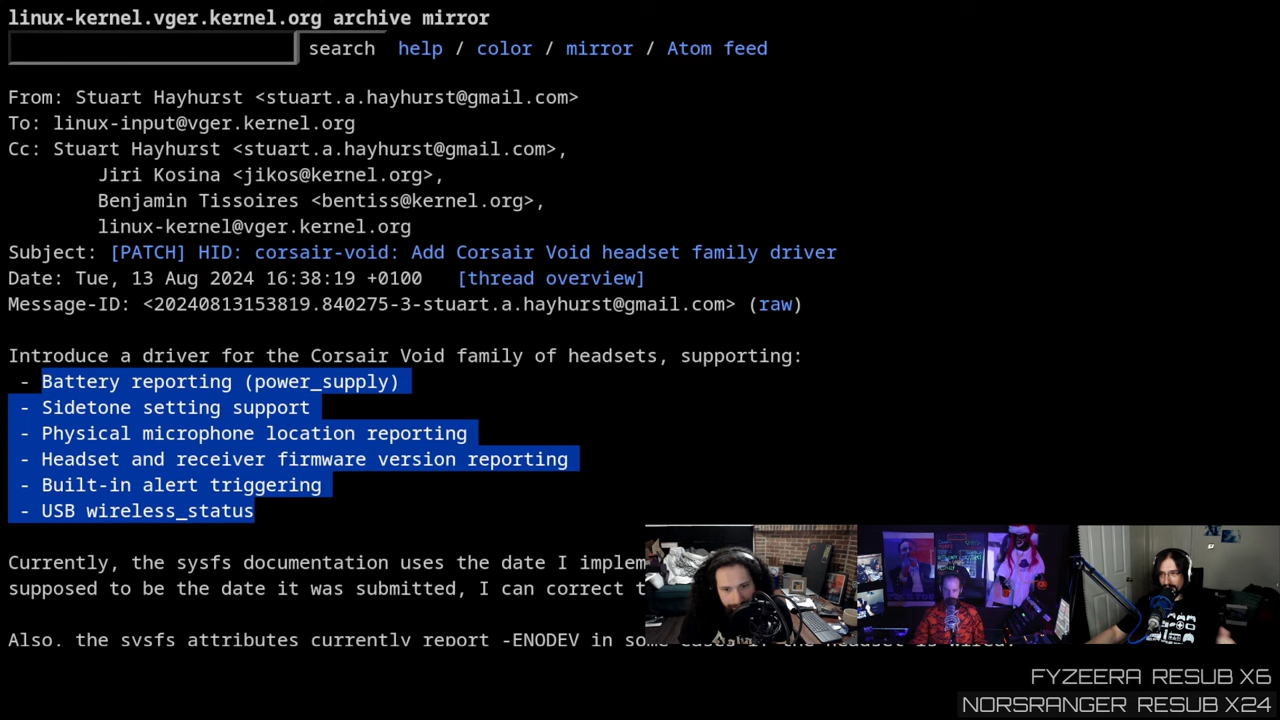 linux-kernel.vger.kernel.org archive mirror
search help / color / mirror / Atom feed
From: Stuart Hayhurst <stuart.a.hayhurst@gmail.com>
To: linux-input@vger.kernel.org
Cc: Stuart Hayhurst <stuart.a.hayhurst@gmail.com>,
Jiri Kosina <jikos@kernel.org>,
Benjamin Tissoires <bentiss@kernel.org>,
linux-kernel@vger.kernel.org
Subject: [PATCH] HID: corsair-void: Add Corsair Void headset family driver
Date: Tue, 13 Aug 2024 16:38:19 +0100 [thread overview]
Message-ID: <20240813153819.840275-3-stuart.a.hayhurst@gmail.com> (raw)
Introduce a driver for the Corsair Void family of headsets, supporting:
- Battery reporting (power_supply)
- Sidetone setting support
- Physical microphone location reporting
- Headset and receiver firmware version reporting
- Built-in alert triggering
- USB wireless_status
Currently, the sysfs documentation uses the date I implem
supposed to be the date it was submitted, I can correct t
Also, the sysfs attributes currently report -ENODEV in some cases if the headset is wired.
FYZEERA RESUB X6
NORSRANGER RESUB X24